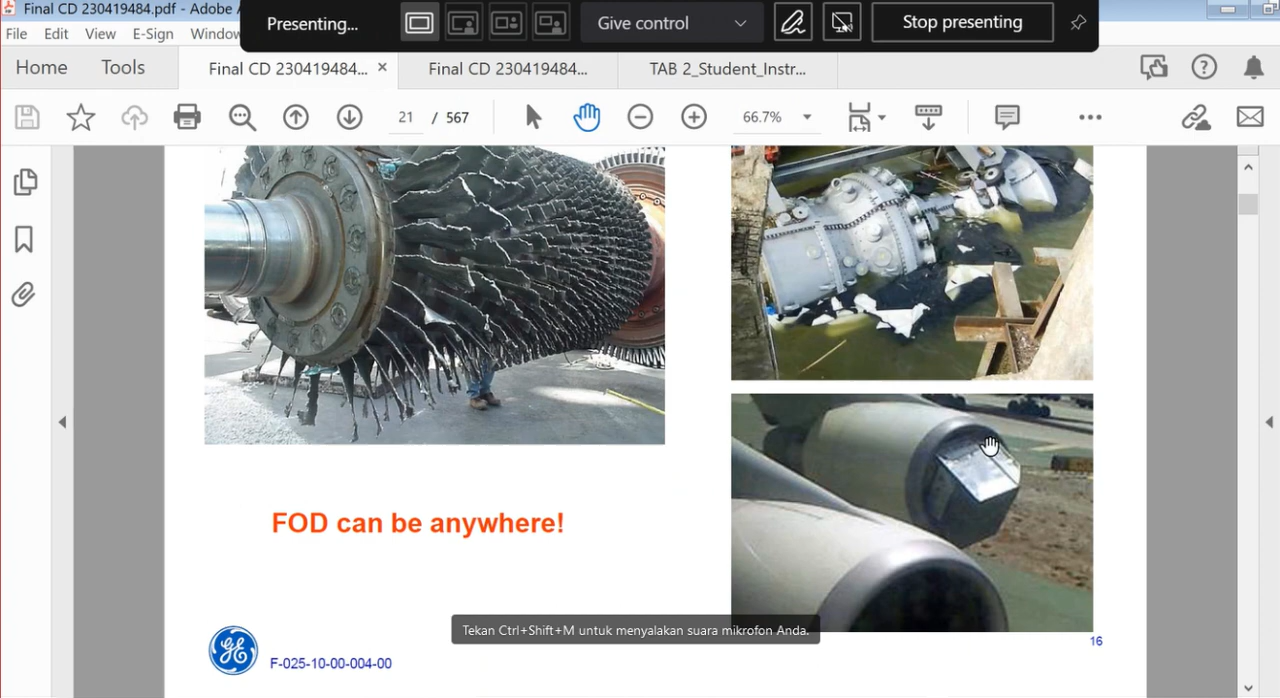 Final CD 230419484.pdf - Adobe
Presenting...
Give control
Stop presenting
File Edit View E-Sign Window
Home Tools
Final CD 230419484... ×
Final CD 230419484...
TAB 2_Student_Instr...
21 / 567
66.7%
FOD can be anywhere!
Tekan Ctrl+Shift+M untuk menyalakan suara mikrofon Anda.
16
GE
F-025-10-00-004-00